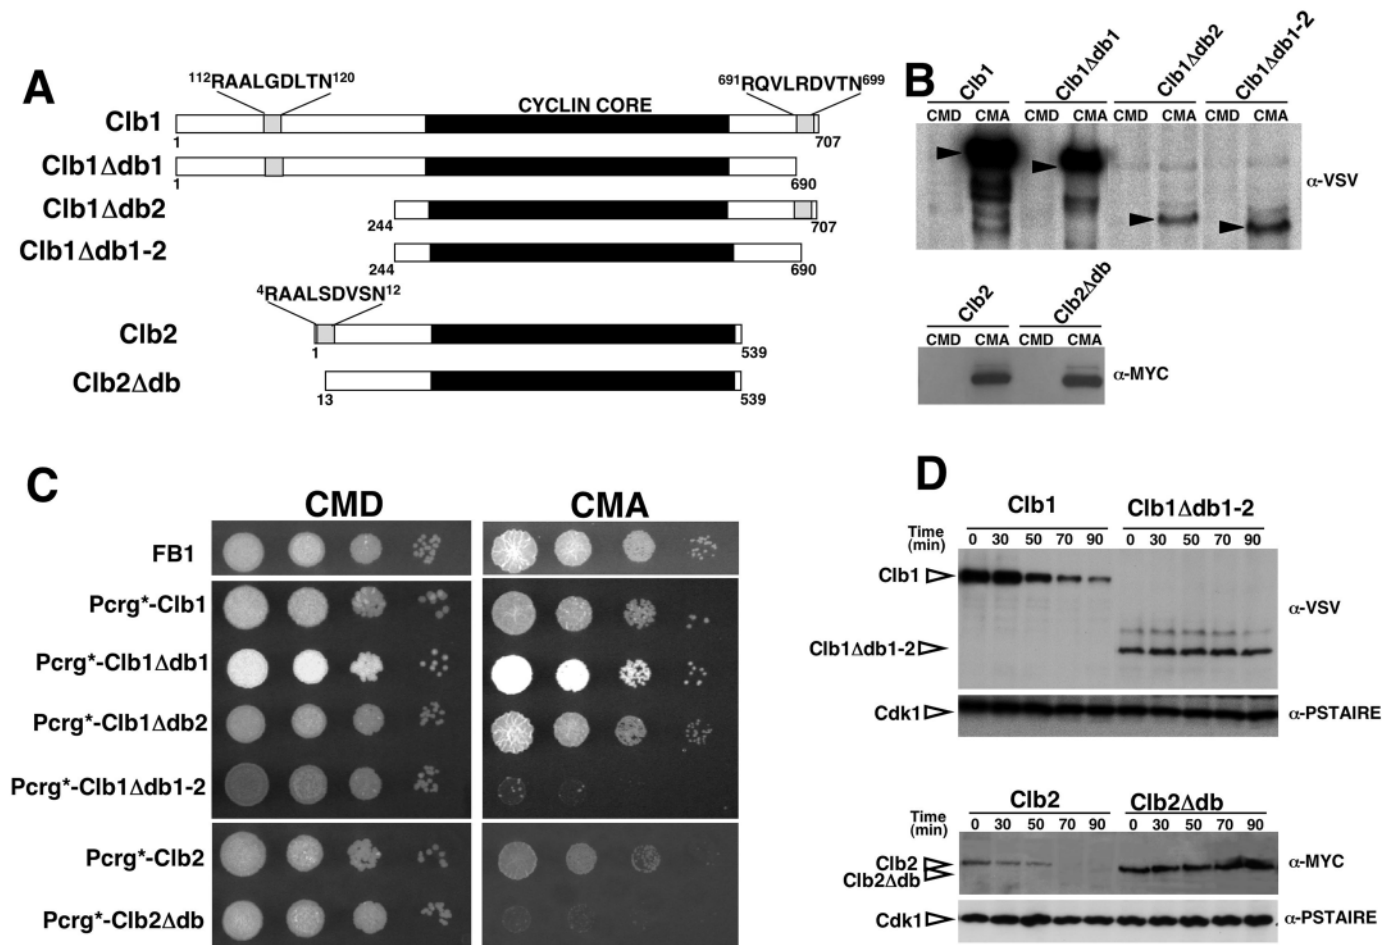 A
112RAALGDLTN120
691RQVLRDVTN699
CYCLIN CORE
Clb1
1
707
Clb1Δdb1
1
690
Clb1Δdb2
244
707
Clb1Δdb1-2
244
690
4RAALSDVSN12
Clb2
1
539
Clb2Δdb
13
539
B
Clb1 Clb1Δdb1 Clb1Δdb2 Clb1Δdb1-2
CMD CMA CMD CMA CMD CMA CMD CMA
α-VSV
Clb2 Clb2Δdb
CMD CMA CMD CMA
α-MYC
C
CMD CMA
FB1
Pcrg*-Clb1
Pcrg*-Clb1Δdb1
Pcrg*-Clb1Δdb2
Pcrg*-Clb1Δdb1-2
Pcrg*-Clb2
Pcrg*-Clb2Δdb
D
Clb1 Clb1Δdb1-2
Time
(min)
0 30 50 70 90 0 30 50 70 90
Clb1
α-VSV
Clb1Δdb1-2
Cdk1
α-PSTAIRE
Clb2 Clb2Δdb
Time
(min)
0 30 50 70 90 0 30 50 70 90
Clb2
α-MYC
Clb2Δdb
Cdk1
α-PSTAIRE